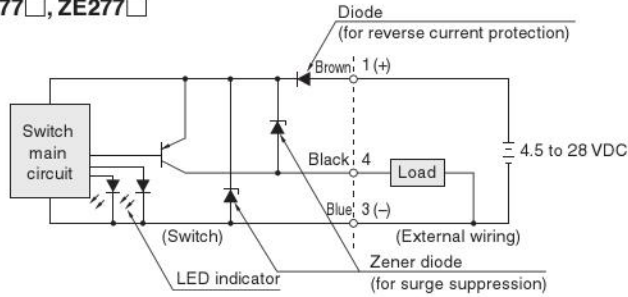 77□, ZE277□
Diode
(for reverse current protection)
Brown 1 (+)
Switch
main
circuit
Black 4
Load
4.5 to 28 VDC
Blue 3 (–)
(Switch)
(External wiring)
LED indicator
Zener diode
(for surge suppression)